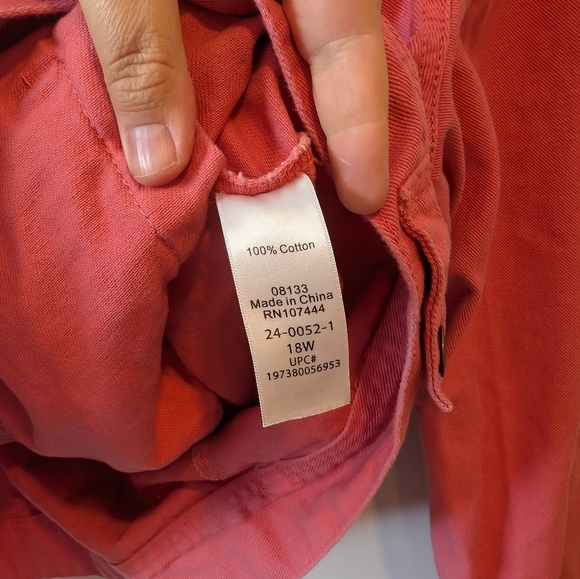 100% Cotton
08133
Made in China
RN107444
24-0052-1
18W
UPC#
197380056953